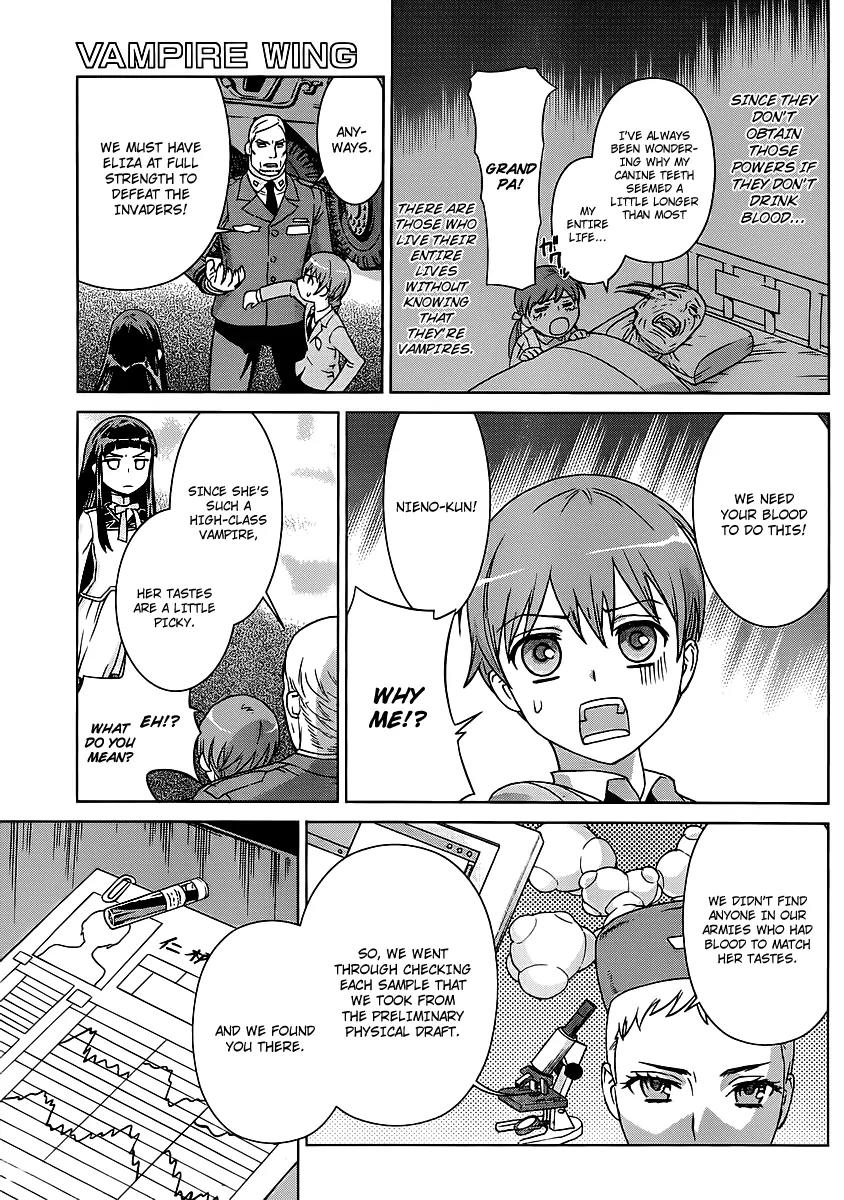 VAMPIRE WING
SINCE THEY
DON'T
OBTAIN
THOSE
POWERS IF
THEY DON'T
DRINK
BLOOD...
I'VE ALWAYS
BEEN WONDER-
ING WHY MY
CANINE TEETH
SEEMED A
LITTLE LONGER
THAN MOST
MY
ENTIRE
LIFE...
GRAND
PA!
ガクッ
THERE ARE
THOSE WHO
LIVE THEIR
ENTIRE
LIVES
WITHOUT
KNOWING
THAT
THEY'RE
VAMPIRES.
ANY-
WAYS.
WE MUST HAVE
ELIZA AT FULL
STRENGTH TO
DEFEAT THE
INVADERS!
WE NEED
YOUR BLOOD
TO DO THIS!
NIENO-KUN!
WHY
ME!?
SINCE SHE'S
SUCH A
HIGH-CLASS
VAMPIRE,
HER TASTES
ARE A LITTLE
PICKY.
EH!?
WHAT
DO YOU
MEAN?
WE DIDN'T FIND
ANYONE IN OUR
ARMIES WHO HAD
BLOOD TO MATCH
HER TASTES.
SO, WE WENT
THROUGH CHECKING
EACH SAMPLE THAT
WE TOOK FROM
THE PRELIMINARY
PHYSICAL DRAFT.
AND WE FOUND
YOU THERE.